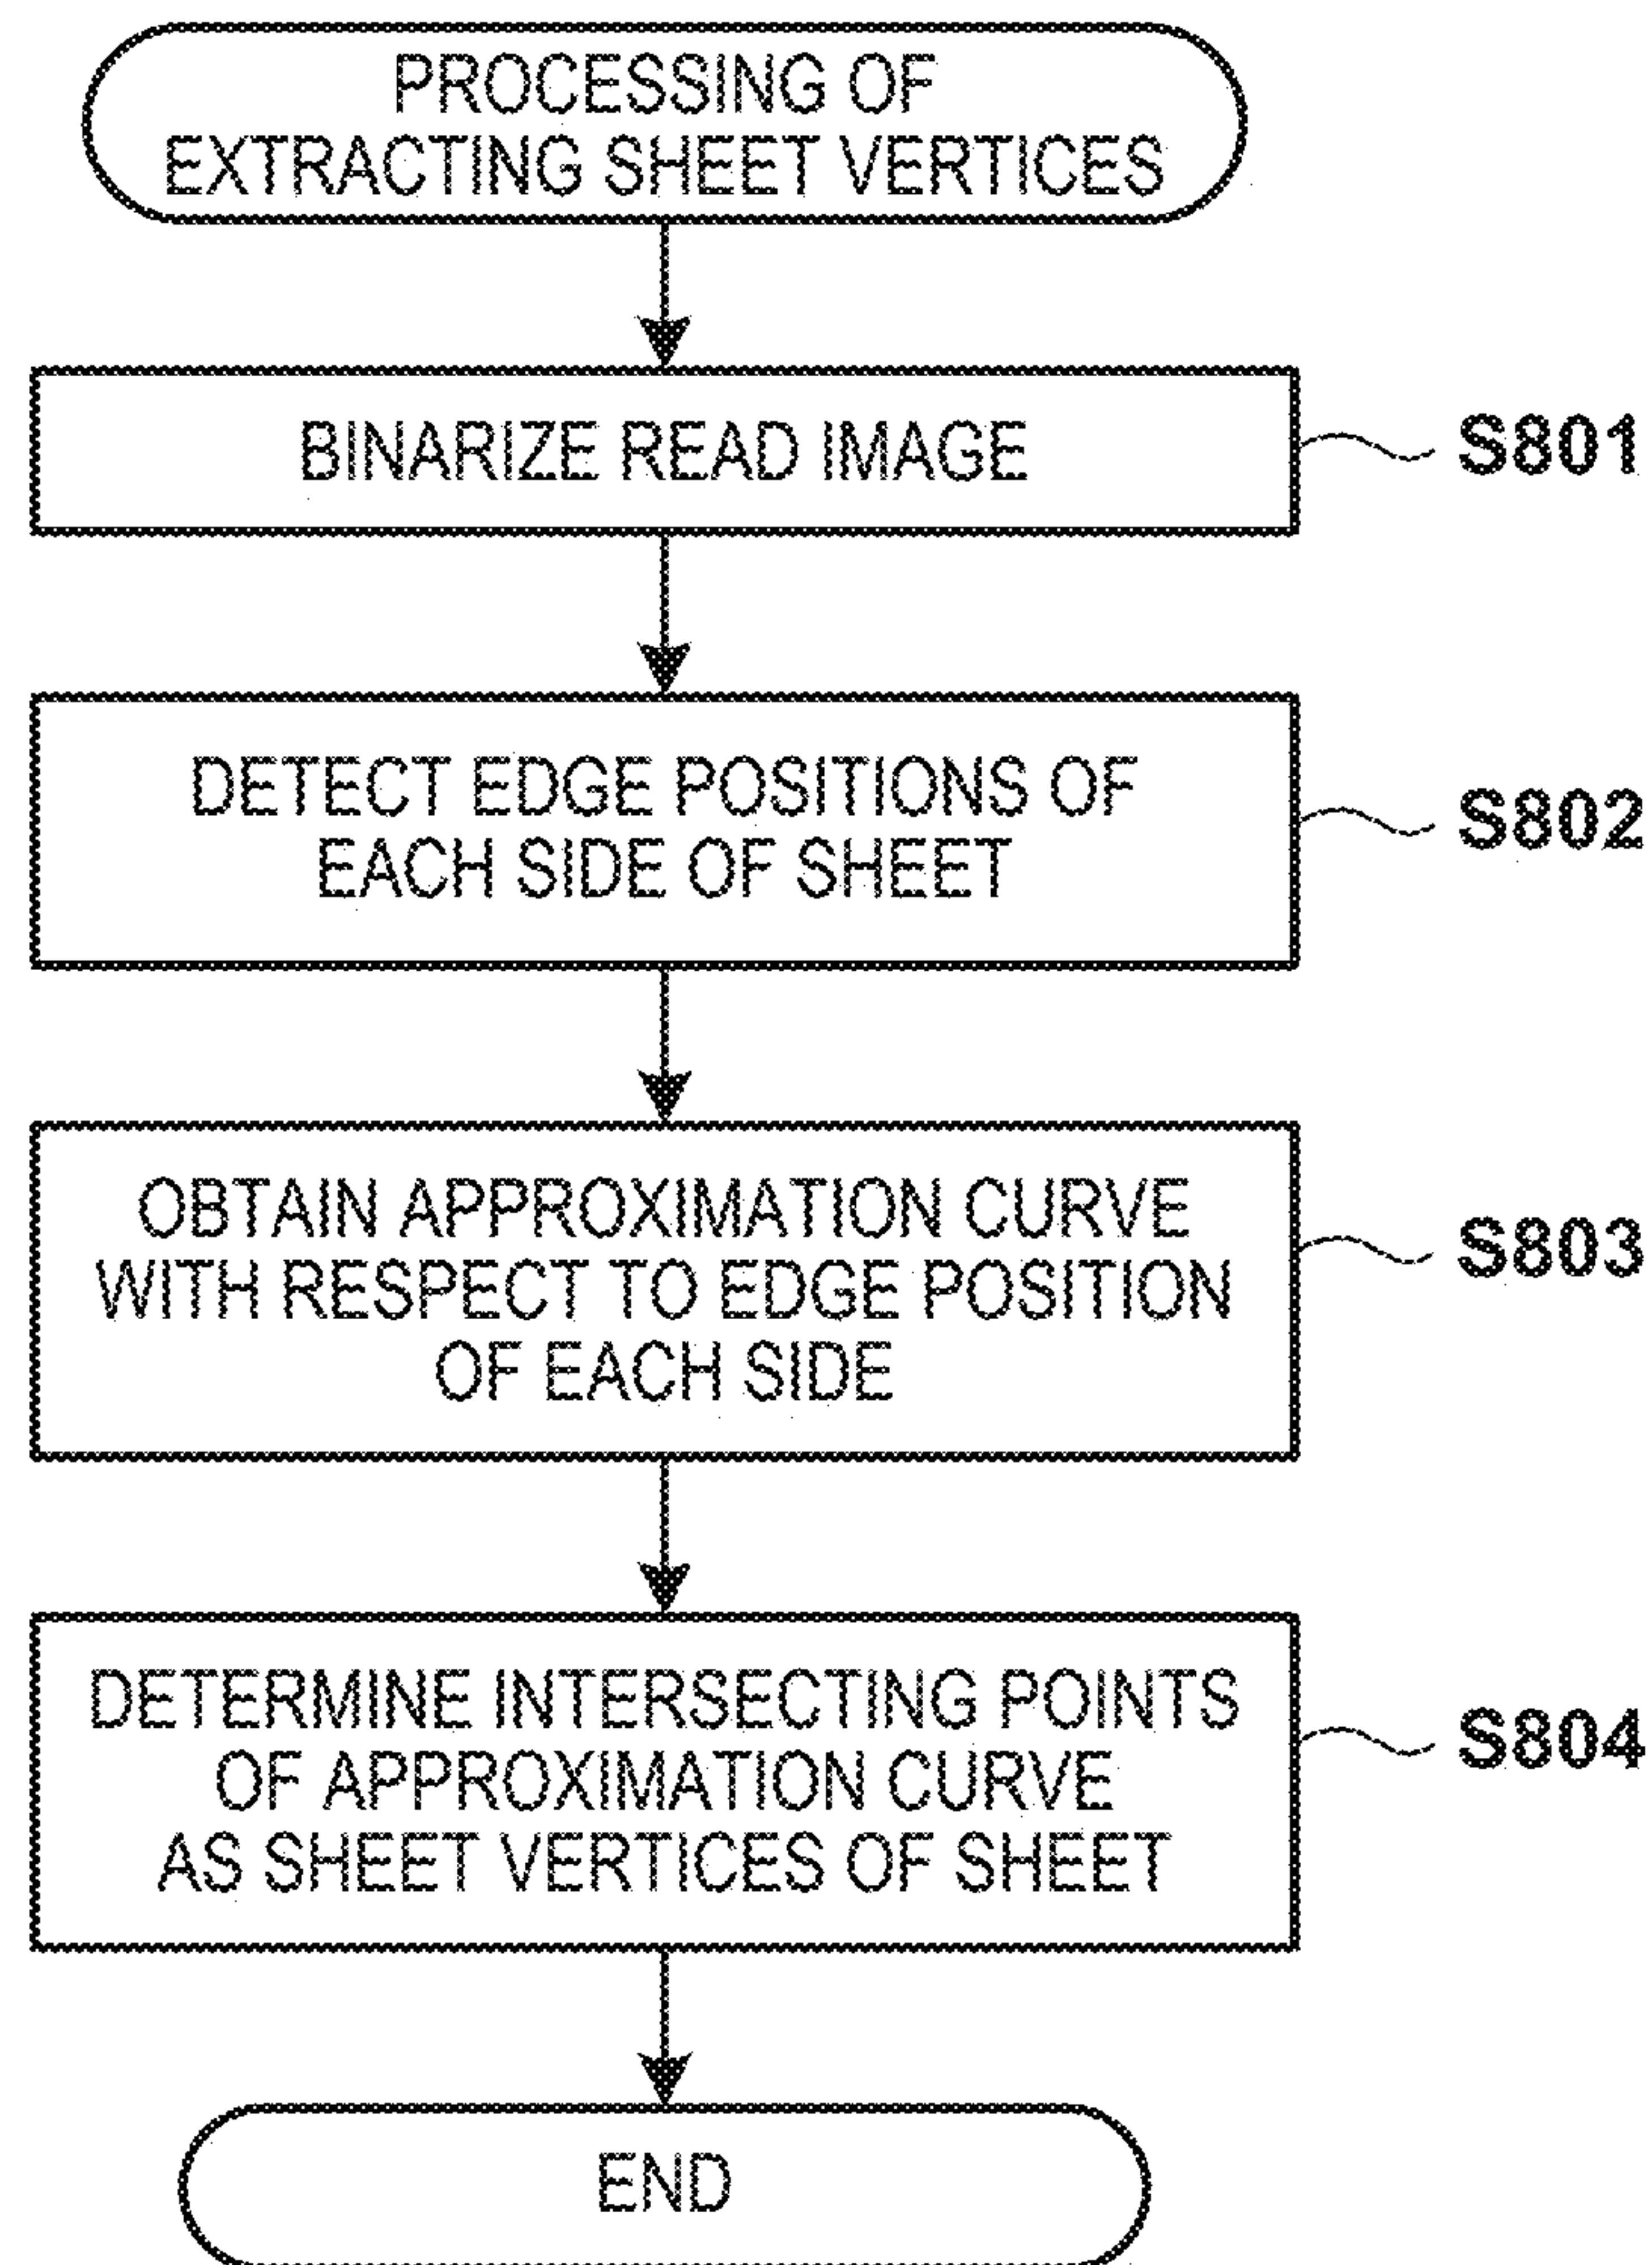 PROCESSING OF
EXTRACTING SHEET VERTICES
BINARIZE READ IMAGE
S801
DETECT EDGE POSITIONS OF
EACH SIDE OF SHEET
S802
OBTAIN APPROXIMATION CURVE
WITH RESPECT TO EDGE POSITION
OF EACH SIDE
S803
DETERMINE INTERSECTING POINTS
OF APPROXIMATION CURVE
AS SHEET VERTICES OF SHEET
S804
END